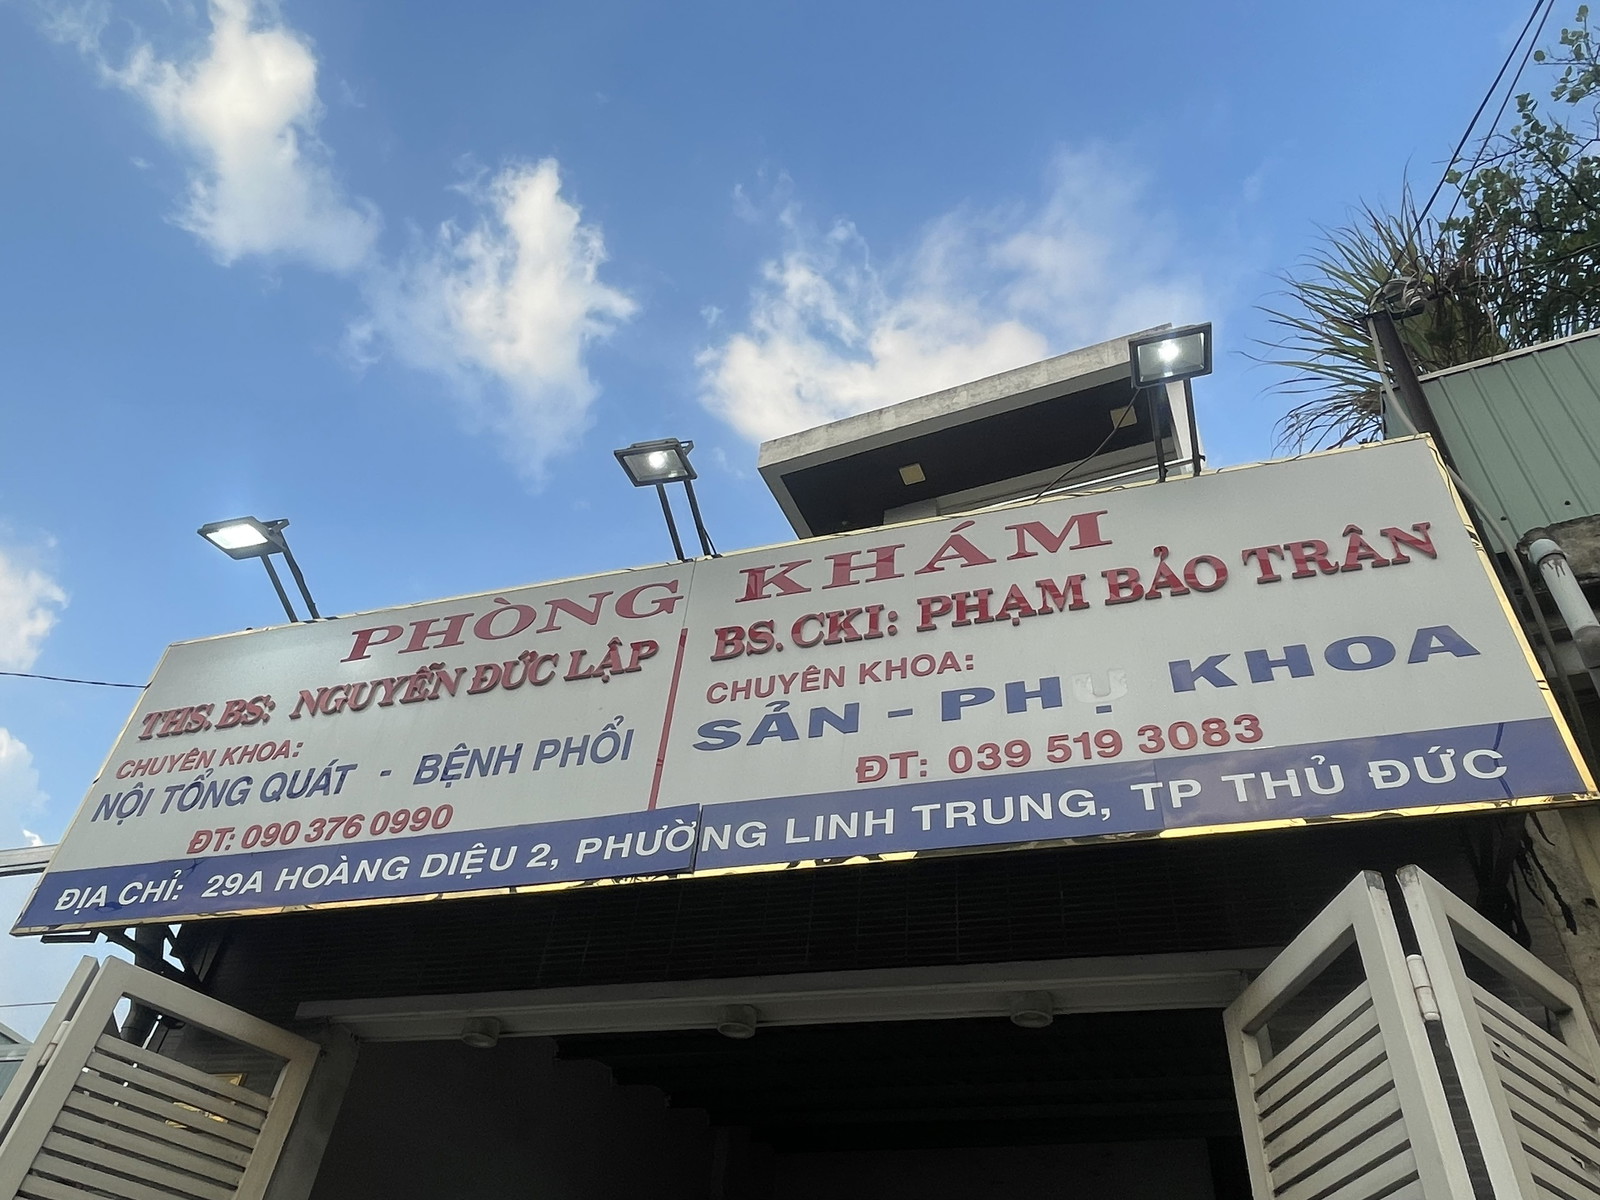 PHÒNG KHÁM
THS.BS: NGUYỄN ĐỨC LẬP
CHUYÊN KHOA:
NỘI TỔNG QUÁT - BỆNH PHỔI
ĐT: 090 376 0990
BS.CKI: PHẠM BẢO TRÂN
CHUYÊN KHOA:
SẢN - PHỤ KHOA
ĐT: 039 519 3083
ĐỊA CHỈ: 29A HOÀNG DIỆU 2, PHƯỜNG LINH TRUNG, TP THỦ ĐỨC